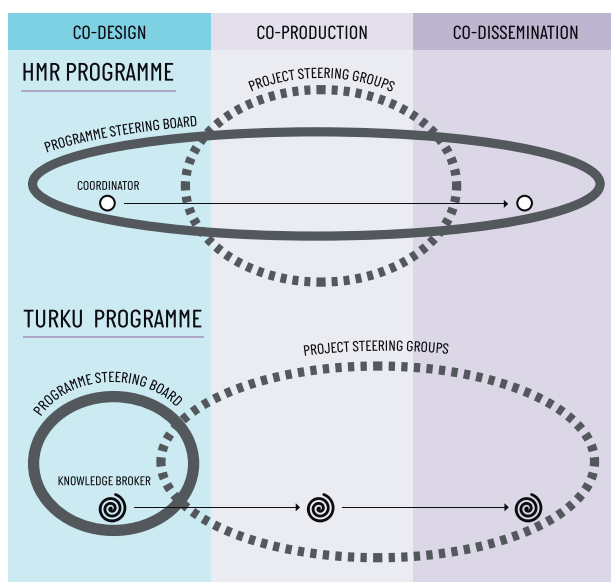 CO-DESIGN
CO-PRODUCTION
CO-DISSEMINATION
HMR PROGRAMME
PROJECT STEERING GROUPS
PROGRAMME STEERING BOARD
COORDINATOR
TURKU PROGRAMME
PROJECT STEERING GROUPS
PROGRAMME STEERING BOARD
KNOWLEDGE BROKER